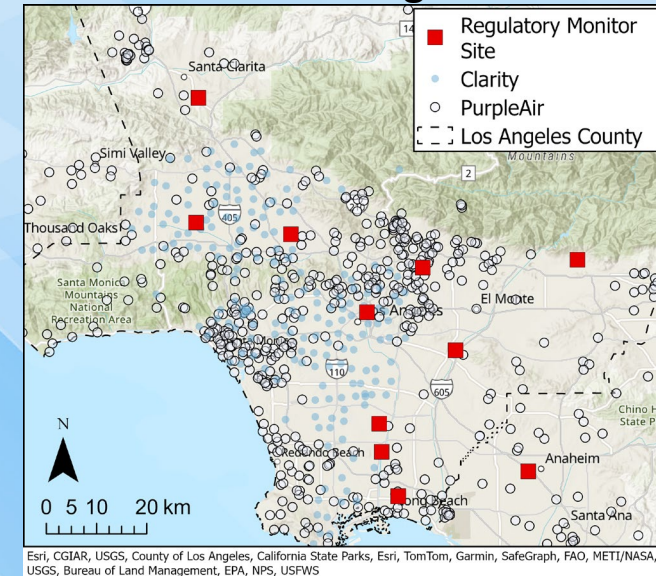 Regulatory Monitor
Site
Clarity
PurpleAir
Los Angeles County
14
Santa Clarita
Simi Valley
Mountains
2
405
Thousand Oaks
Santa Monica
Mountains
National
Recreation Area
El Monte
110
605
Chino H
State P
N
Redondo Beach
Anaheim
0 5 10 20 km
Santa Ana
Esri, CGIAR, USGS, County of Los Angeles, California State Parks, Esri, TomTom, Garmin, SafeGraph, FAO, METI/NASA,
USGS, Bureau of Land Management, EPA, NPS, USFWS